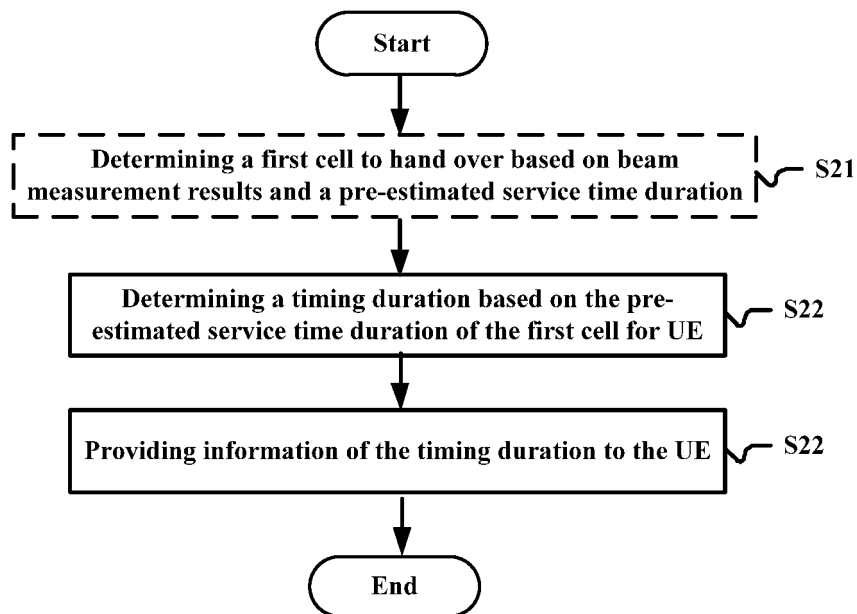 Start
Determining a first cell to hand over based on beam
measurement results and a pre-estimated service time duration
S21
Determining a timing duration based on the pre-
estimated service time duration of the first cell for UE
S22
Providing information of the timing duration to the UE
S22
End